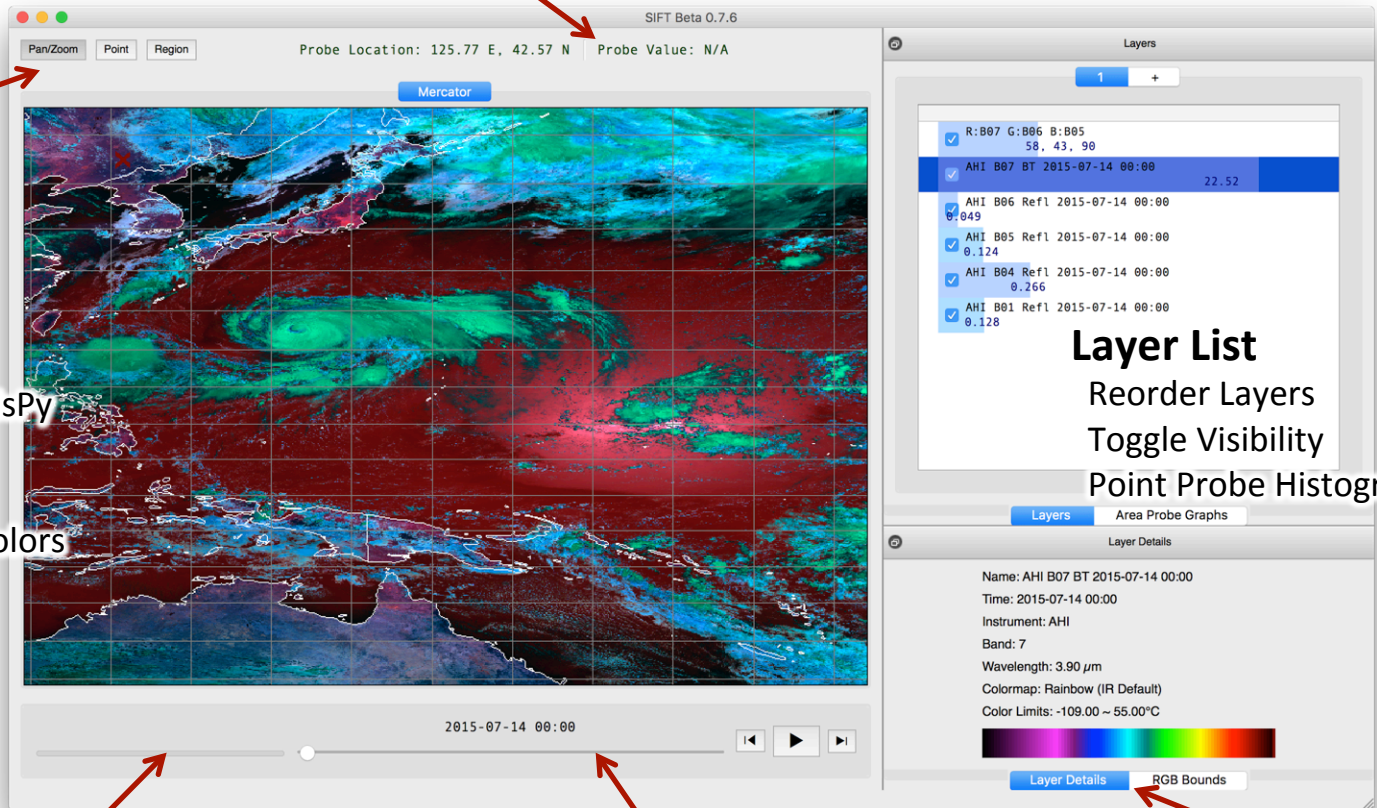 SIFT Beta 0.7.6
Pan/Zoom Point Region
Probe Location: 125.77 E, 42.57 N Probe Value: N/A
Mercator
Layers
1 +
R:B07 G:B06 B:B05
58, 43, 90
AHI B07 BT 2015-07-14 00:00
22.52
AHI B06 Refl 2015-07-14 00:00
0.049
AHI B05 Refl 2015-07-14 00:00
0.124
AHI B04 Refl 2015-07-14 00:00
0.266
AHI B01 Refl 2015-07-14 00:00
0.128
Layer List
Reorder Layers
Toggle Visibility
Point Probe Histogr
sPy
olors
Layers Area Probe Graphs
Layer Details
Name: AHI B07 BT 2015-07-14 00:00
Time: 2015-07-14 00:00
Instrument: AHI
Band: 7
Wavelength: 3.90 µm
Colormap: Rainbow (IR Default)
Color Limits: -109.00 ~ 55.00°C
Layer Details RGB Bounds
2015-07-14 00:00